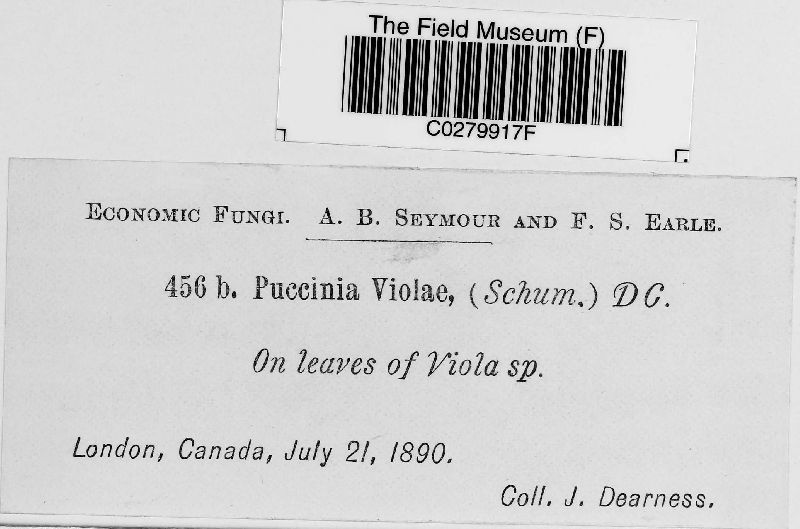 The Field Museum (F)
C0279917F
Economic Fungi. A. B. Seymour and F. S. Earle.
456 b. Puccinia Violae, (Schum.) DC.
On leaves of Viola sp.
London, Canada, July 21, 1890.
Coll. J. Dearness.